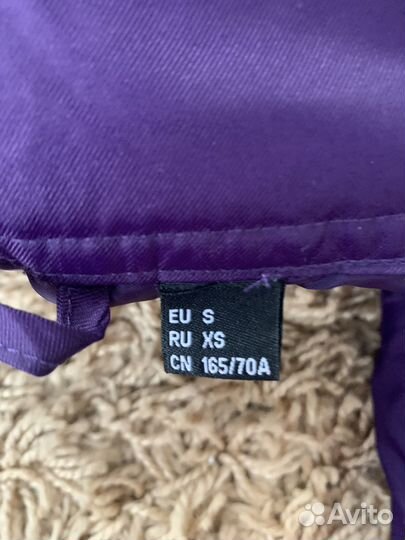 EU S
RU XS
CN 165/70A
Avito